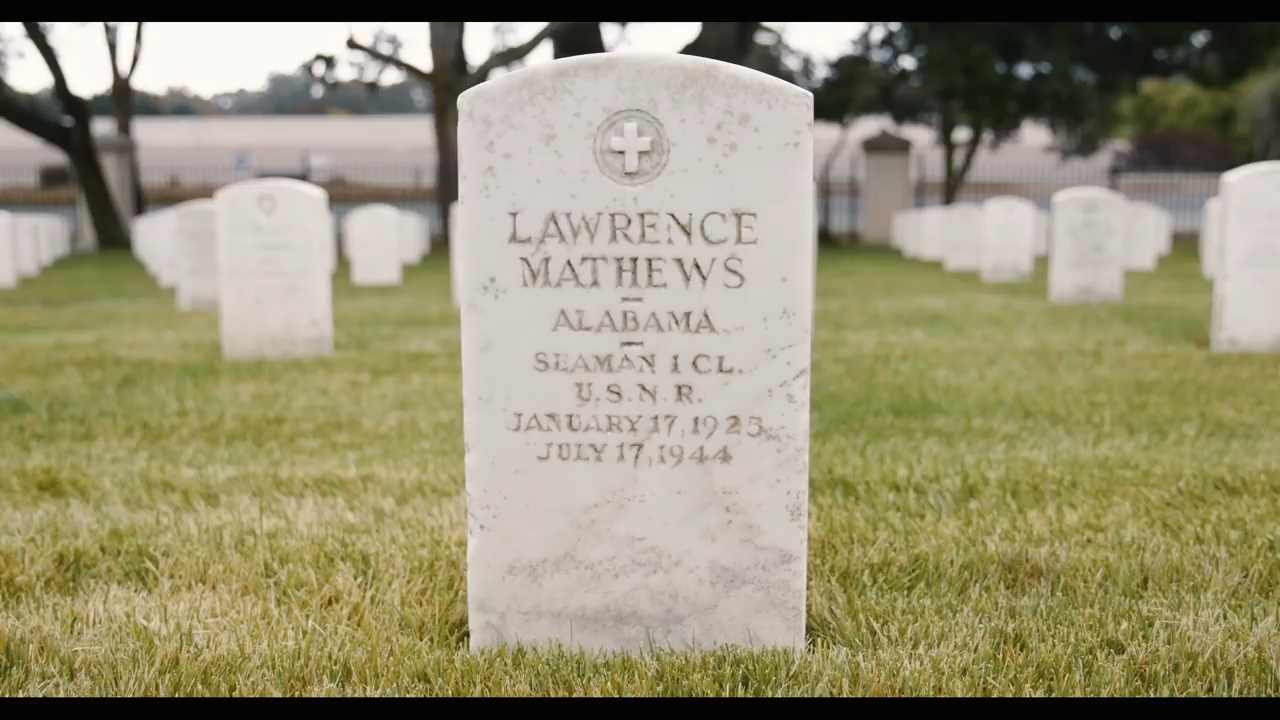 LAWRENCE
MATHEWS
ALABAMA
SEAMAN 1 CL.
U.S.N.R.
JANUARY 17, 1925
JULY 17, 1944